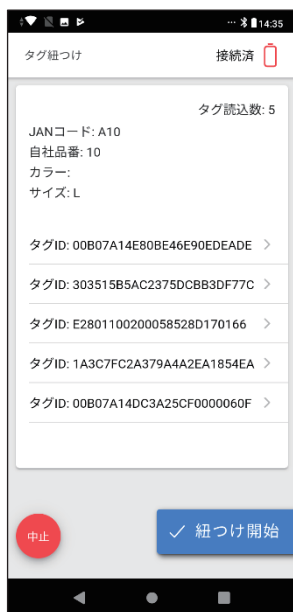 14:35
タグ紐つけ
接続済
タグ読込数: 5
JANコード: A10
自社品番: 10
カラー:
サイズ: L
タグID: 00B07A14E80BE46E90EDEADE
タグID: 303515B5AC2375DCBB3DF77C
タグID: E2801100200058528D170166
タグID: 1A3C7FC2A379A4A2EA1854EA
タグID: 00B07A14DC3A25CF0000060F
中止
紐つけ開始